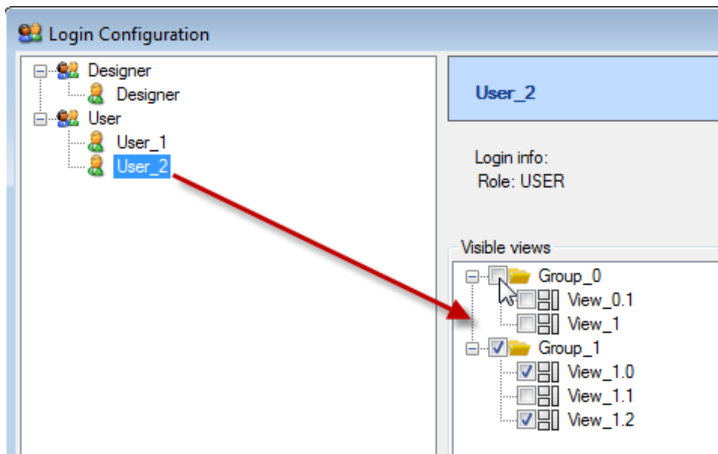 Login Configuration
Designer
Designer
User
User_1
User_2
User_2
Login info:
Role: USER
Visible views
Group_0
View_0.1
View_1
Group_1
View_1.0
View_1.1
View_1.2